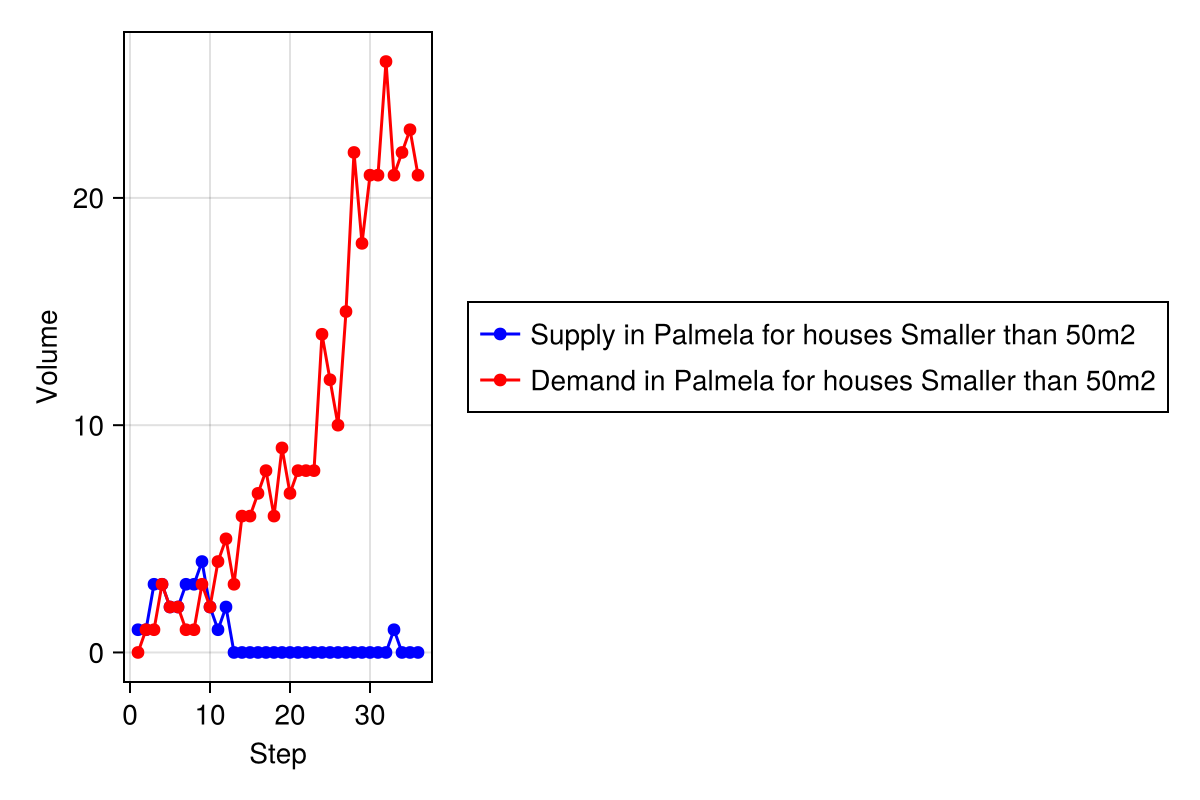 Volume
20
10
0
0 10 20 30
Step
Supply in Palmela for houses Smaller than 50m2
Demand in Palmela for houses Smaller than 50m2